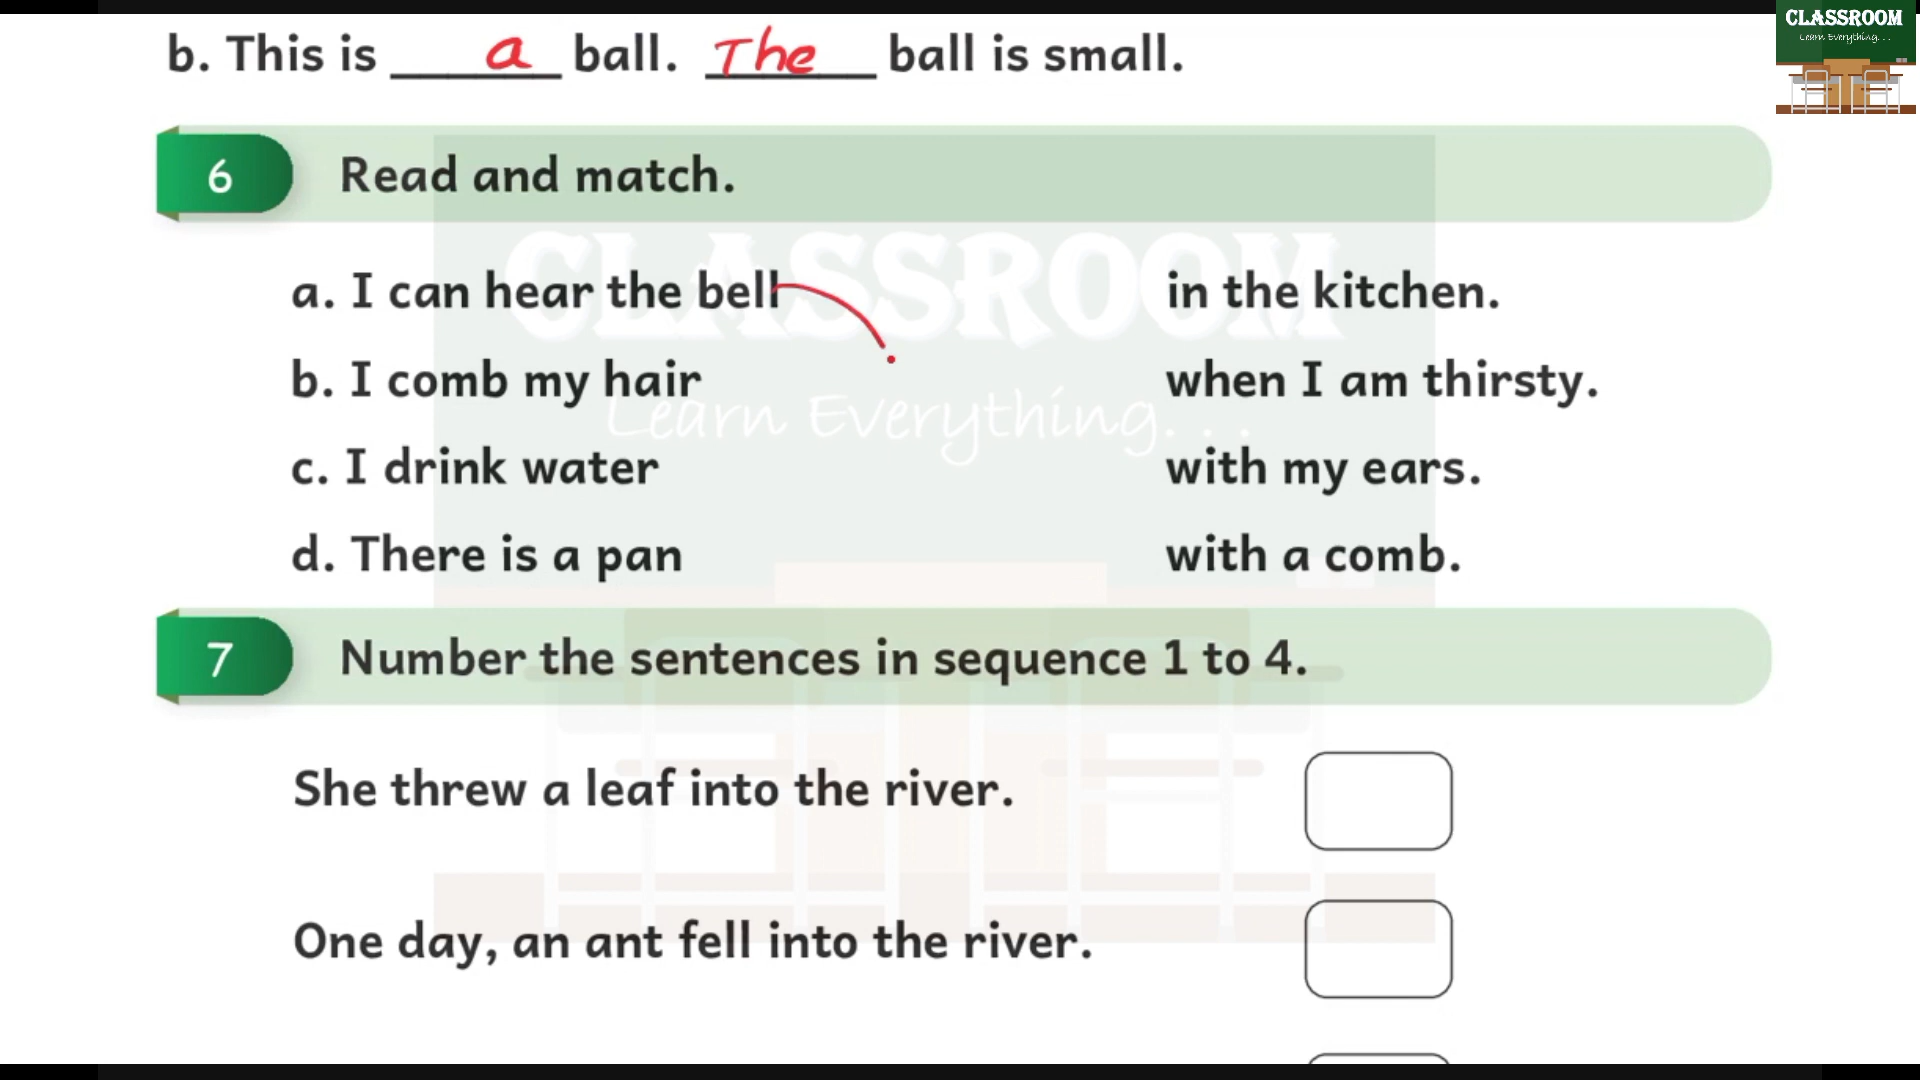 CLASSROOM
Learn Everything...
b. This is a ball. The ball is small.
6 Read and match.
CLASSROOM
a. I can hear the bell in the kitchen.
b. I comb my hair when I am thirsty.
Learn Everything...
c. I drink water with my ears.
d. There is a pan with a comb.
7 Number the sentences in sequence 1 to 4.
She threw a leaf into the river.
One day, an ant fell into the river.